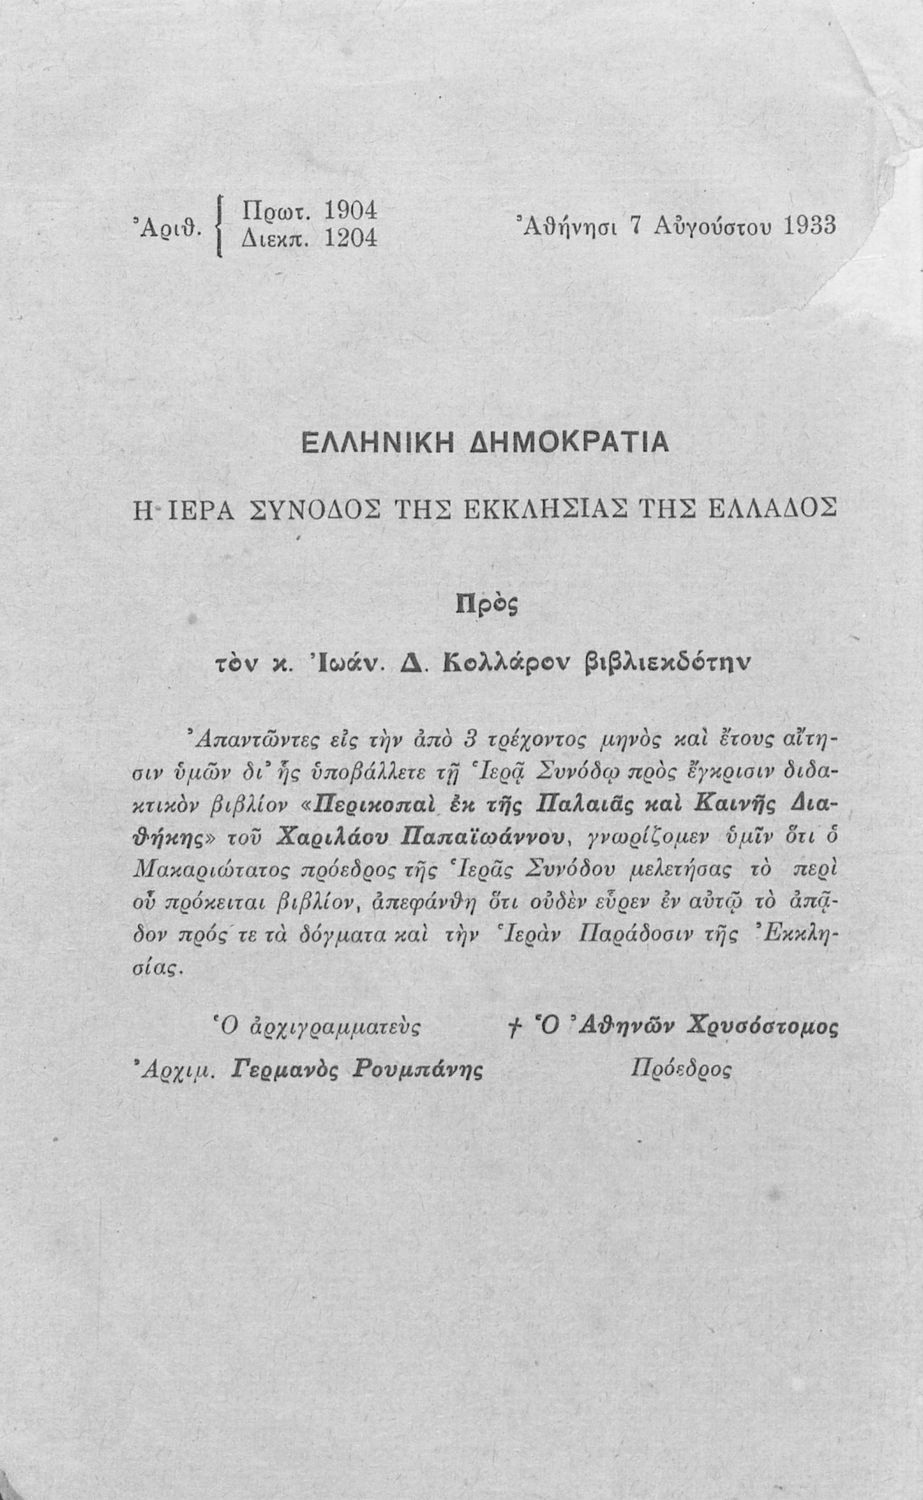 Ἀριθ. { Πρωτ. 1904
Διεκπ. 1204
Ἀθήνησι 7 Αὐγούστου 1933
ΕΛΛΗΝΙΚΗ ΔΗΜΟΚΡΑΤΙΑ
Η ΙΕΡΑ ΣΥΝΟΔΟΣ ΤΗΣ ΕΚΚΛΗΣΙΑΣ ΤΗΣ ΕΛΛΑΔΟΣ
Πρὸς
τὸν κ. Ἰωάν. Δ. Κολλάρον βιβλιεκδότην
Ἀπαντῶντες εἰς τὴν ἀπὸ 3 τρέχοντος μηνὸς καὶ ἔτους αἴτη-
σιν ὑμῶν δι' ἧς ὑποβάλλετε τῇ Ἱερᾷ Συνόδῳ πρὸς ἔγκρισιν διδα-
κτικὸν βιβλίον «Περικοπαὶ ἐκ τῆς Παλαιᾶς καὶ Καινῆς Δια-
θήκης» τοῦ Χαριλάου Παπαϊωάννου, γνωρίζομεν ὑμῖν ὅτι ὁ
Μακαριώτατος πρόεδρος τῆς Ἱερᾶς Συνόδου μελετήσας τὸ περὶ
οὗ πρόκειται βιβλίον, ἀπεφάνθη ὅτι οὐδὲν εὗρεν ἐν αὐτῷ τὸ ἀπᾷ-
δον πρός τε τὰ δόγματα καὶ τὴν Ἱερὰν Παράδοσιν τῆς Ἐκκλη-
σίας.
Ὁ ἀρχιγραμματεὺς
Ἀρχιμ. Γερμανὸς Ρουμπάνης
† Ὁ Ἀθηνῶν Χρυσόστομος
Πρόεδρος